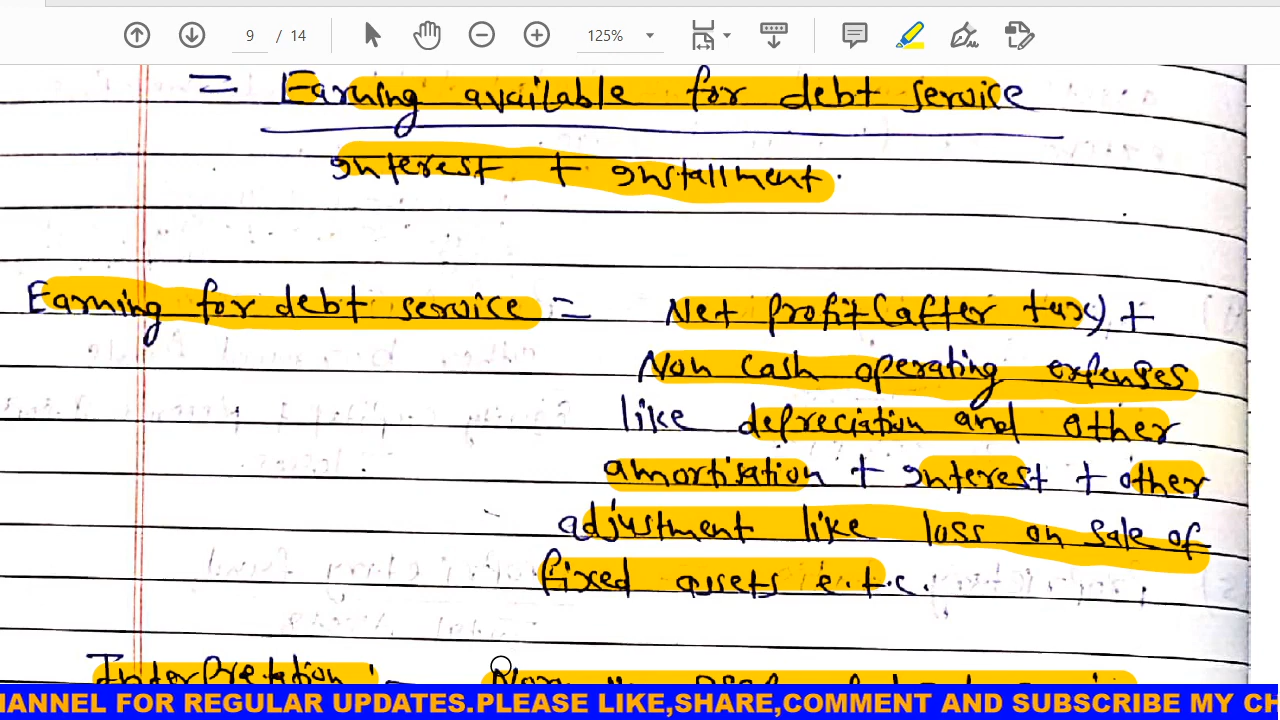 9 / 14 125%
= Earning available for debt service
Interest + Installment.
Earning for debt service = Net profit (after tax) +
Non cash operating expenses
like depreciation and other
amortisation + Interest + other
adjustment like loss on sale of
fixed assets e.t.c.
Interpretation :-
HANNEL FOR REGULAR UPDATES.PLEASE LIKE,SHARE,COMMENT AND SUBSCRIBE MY CH